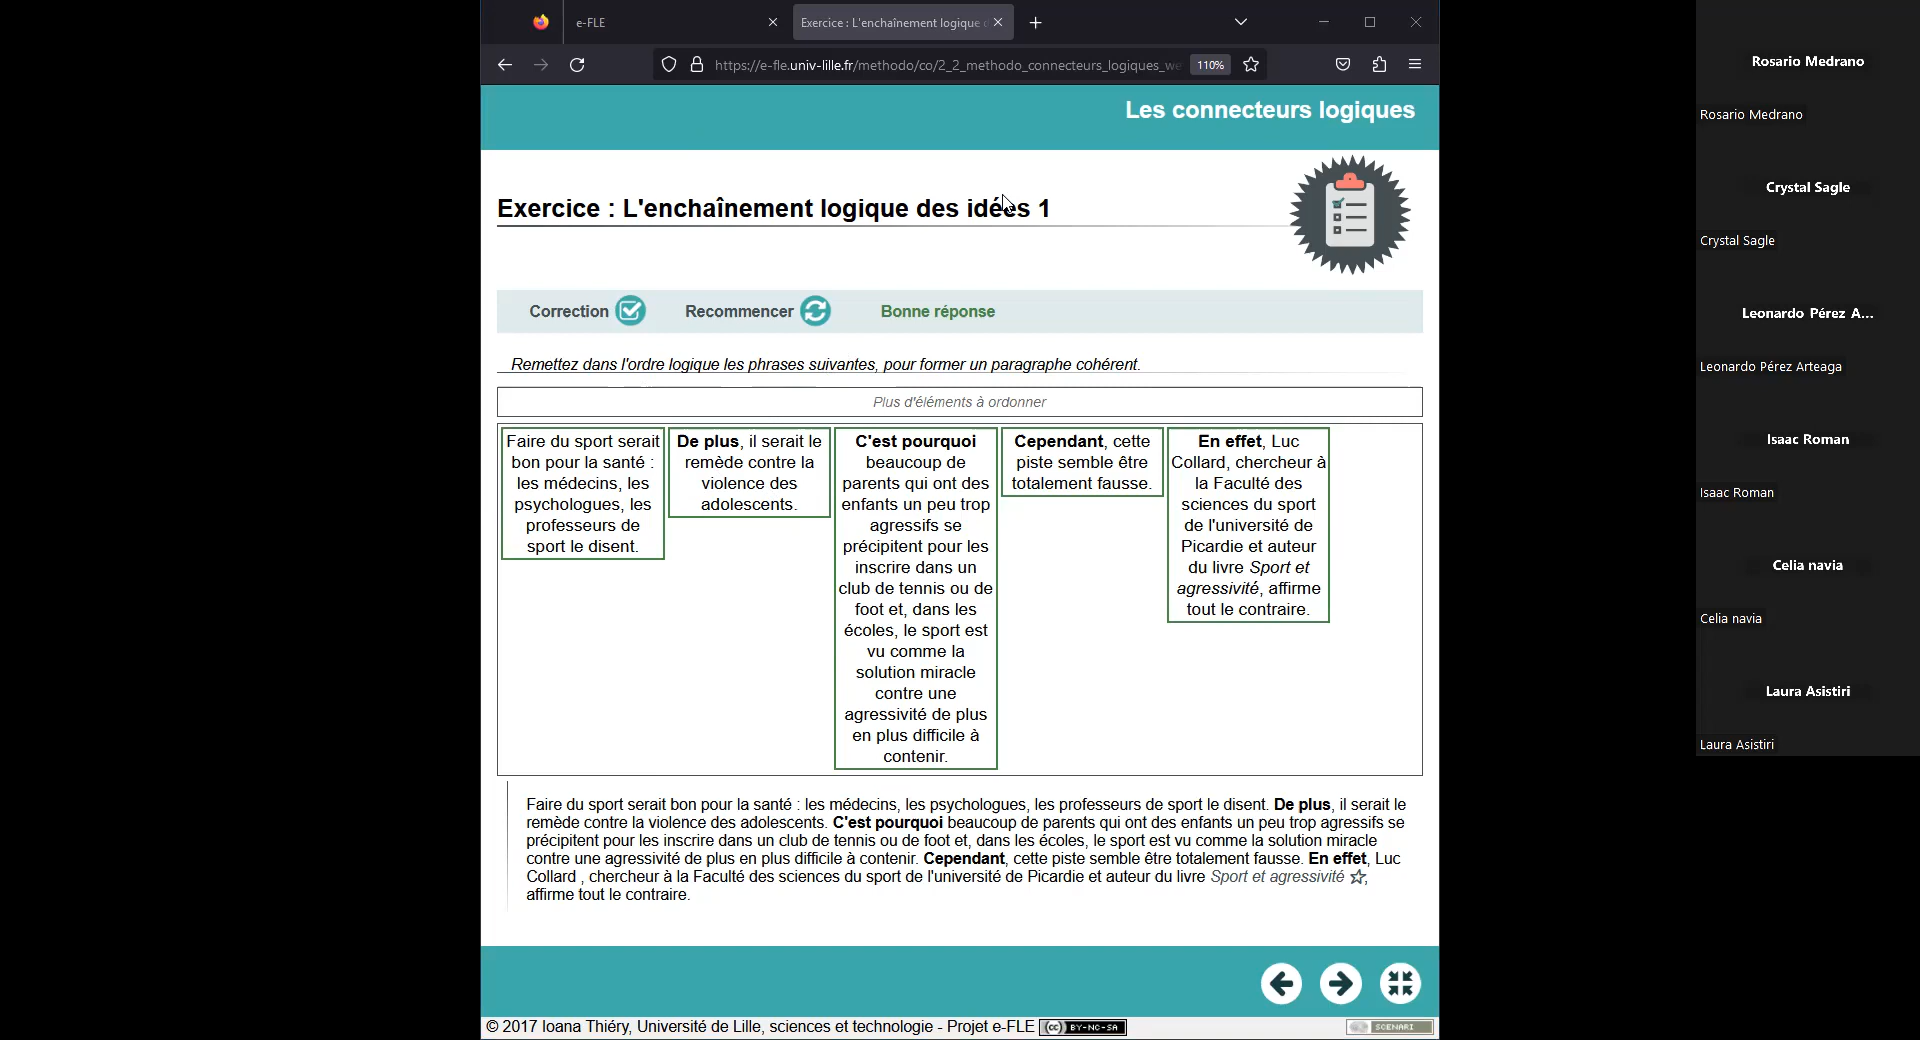 e-FLE
Exercice : L'enchaînement logique d
https://e-fle.univ-lille.fr/methodo/co/2_2_methodo_connecteurs_logiques_we
110%
Les connecteurs logiques
Exercice : L'enchaînement logique des idées 1
Correction
Recommencer
Bonne réponse
Remettez dans l'ordre logique les phrases suivantes, pour former un paragraphe cohérent.
Plus d'éléments à ordonner
Faire du sport serait
bon pour la santé :
les médecins, les
psychologues, les
professeurs de
sport le disent.
De plus, il serait le
remède contre la
violence des
adolescents.
C'est pourquoi
beaucoup de
parents qui ont des
enfants un peu trop
agressifs se
précipitent pour les
inscrire dans un
club de tennis ou de
foot et, dans les
écoles, le sport est
vu comme la
solution miracle
contre une
agressivité de plus
en plus difficile à
contenir.
Cependant, cette
piste semble être
totalement fausse.
En effet, Luc
Collard, chercheur à
la Faculté des
sciences du sport
de l'université de
Picardie et auteur
du livre Sport et
agressivité, affirme
tout le contraire.
Faire du sport serait bon pour la santé : les médecins, les psychologues, les professeurs de sport le disent. De plus, il serait le
remède contre la violence des adolescents. C'est pourquoi beaucoup de parents qui ont des enfants un peu trop agressifs se
précipitent pour les inscrire dans un club de tennis ou de foot et, dans les écoles, le sport est vu comme la solution miracle
contre une agressivité de plus en plus difficile à contenir. Cependant, cette piste semble être totalement fausse. En effet, Luc
Collard , chercheur à la Faculté des sciences du sport de l'université de Picardie et auteur du livre Sport et agressivité ,
affirme tout le contraire.
© 2017 Ioana Thiéry, Université de Lille, sciences et technologie - Projet e-FLE
cc BY-NC-SA
SCENARI
Rosario Medrano
Rosario Medrano
Crystal Sagle
Crystal Sagle
Leonardo Pérez A...
Leonardo Pérez Arteaga
Isaac Roman
Isaac Roman
Celia navia
Celia navia
Laura Asistiri
Laura Asistiri